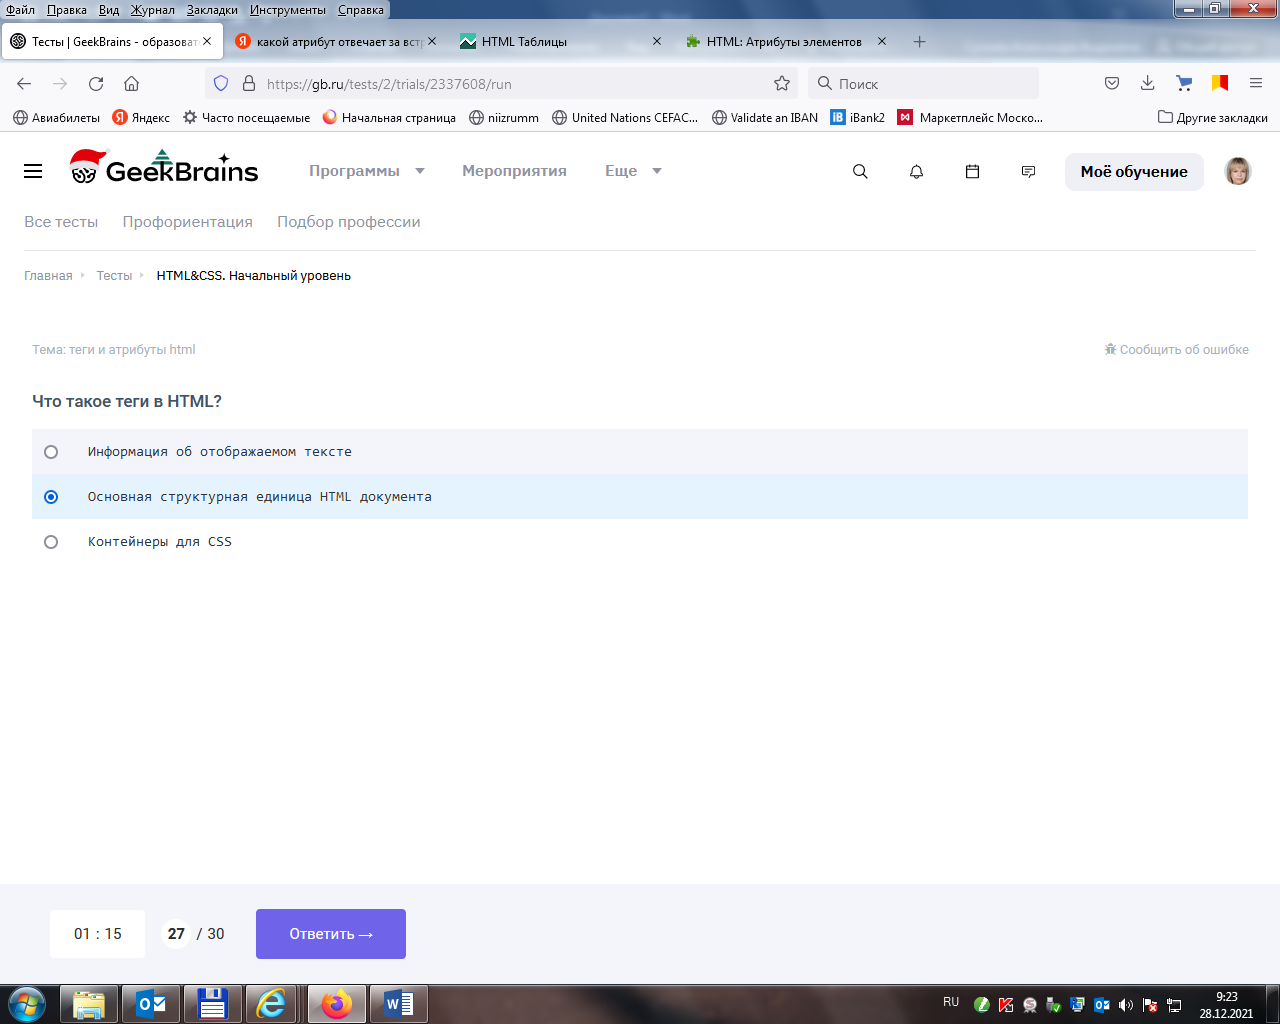 Файл Правка Вид Журнал Закладки Инструменты Справка
Тесты | GeekBrains - образоват
какой атрибут отвечает за встр
HTML Таблицы
HTML: Атрибуты элементов
https://gb.ru/tests/2/trials/2337608/run
Поиск
Авиабилеты Яндекс Часто посещаемые Начальная страница niizrumm United Nations CEFAC... Validate an IBAN iBank2 Маркетплейс Моско... Другие закладки
GeekBrains Программы Мероприятия Еще Моё обучение
Все тесты Профориентация Подбор профессии
Главная Тесты HTML&CSS. Начальный уровень
Тема: теги и атрибуты html Сообщить об ошибке
Что такое теги в HTML?
Информация об отображаемом тексте
Основная структурная единица HTML документа
Контейнеры для CSS
01 : 15 27 / 30 Ответить →
RU 9:23
28.12.2021